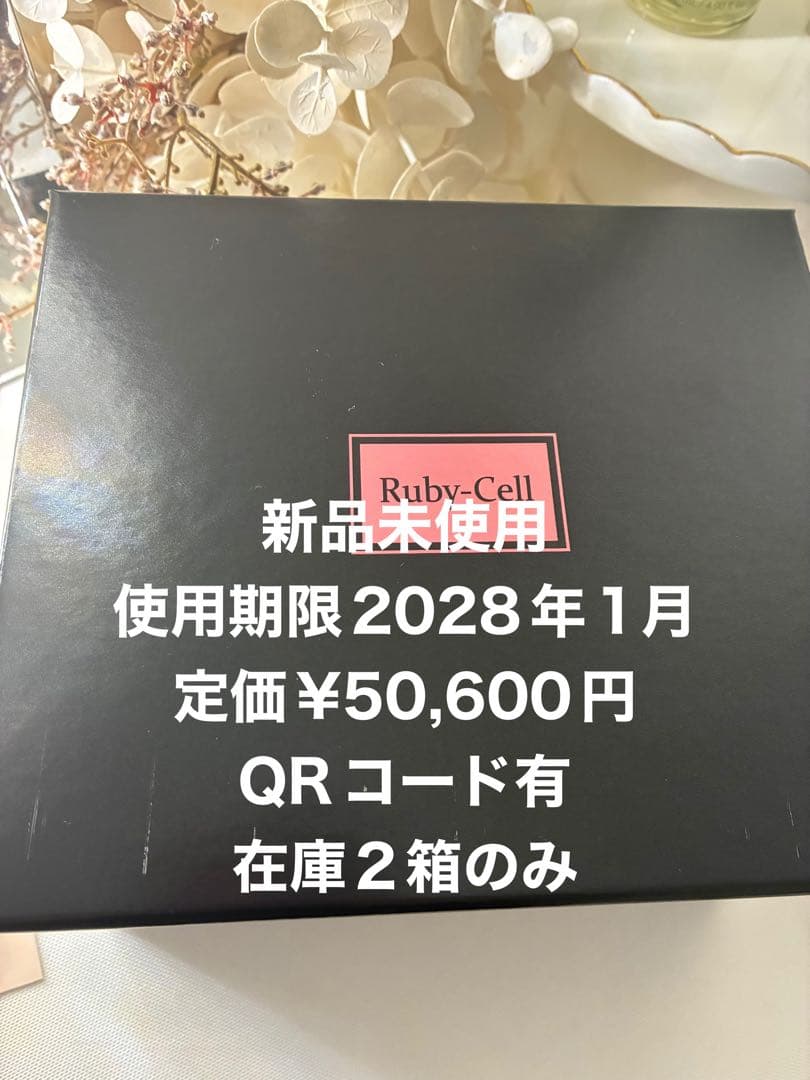 Ruby-Cell
新品未使用
使用期限2028年1月
定価¥50,600円
QRコード有
在庫2箱のみ